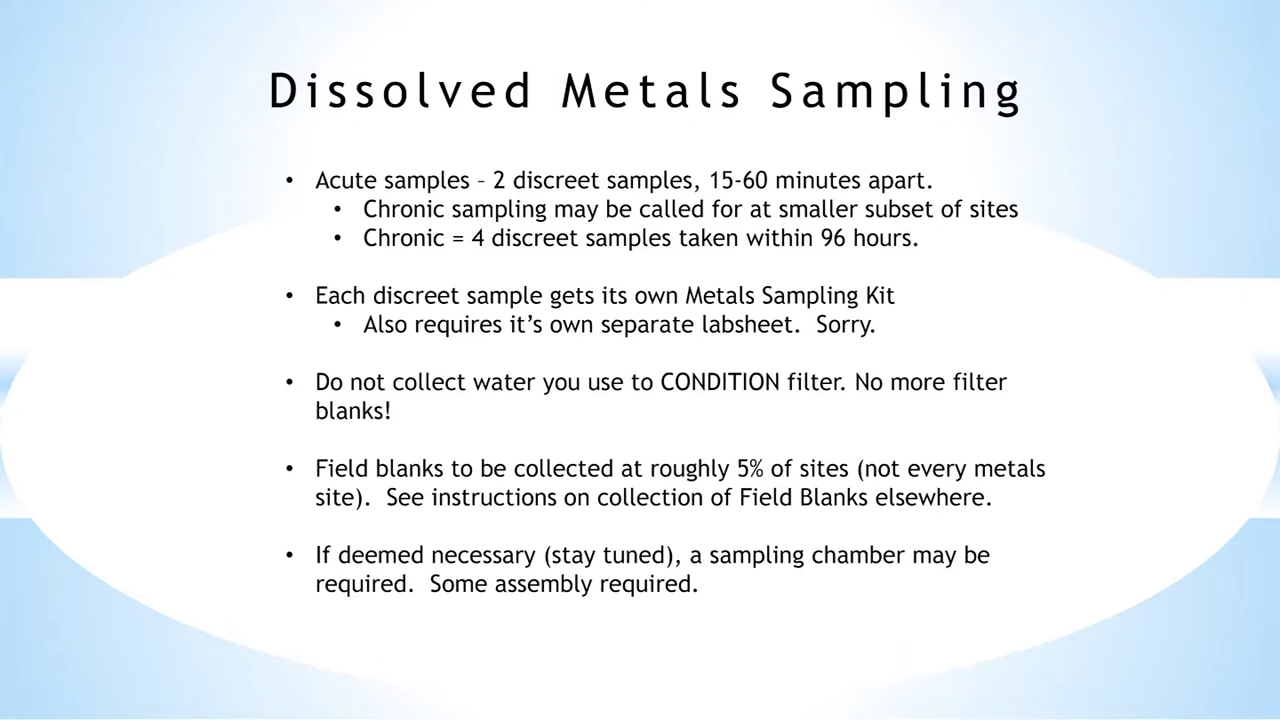 Dissolved Metals Sampling
• Acute samples – 2 discreet samples, 15-60 minutes apart.
• Chronic sampling may be called for at smaller subset of sites
• Chronic = 4 discreet samples taken within 96 hours.
• Each discreet sample gets its own Metals Sampling Kit
• Also requires it’s own separate labsheet.  Sorry.
• Do not collect water you use to CONDITION filter. No more filter
blanks!
• Field blanks to be collected at roughly 5% of sites (not every metals
site).  See instructions on collection of Field Blanks elsewhere.
• If deemed necessary (stay tuned), a sampling chamber may be
required.  Some assembly required.